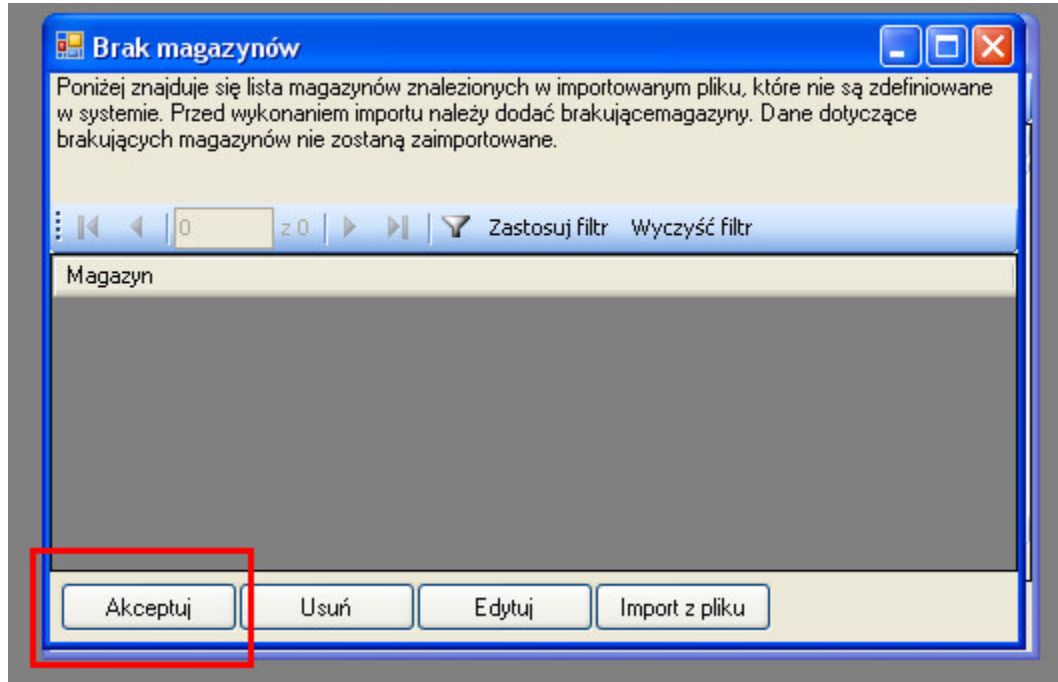 Brak magazynów
Poniżej znajduje się lista magazynów znalezionych w importowanym pliku, które nie są zdefiniowane
w systemie. Przed wykonaniem importu należy dodać brakującemagazyny. Dane dotyczące
brakujących magazynów nie zostaną zaimportowane.
0 z 0 Zastosuj filtr Wyczyść filtr
Magazyn
Akceptuj Usuń Edytuj Import z pliku